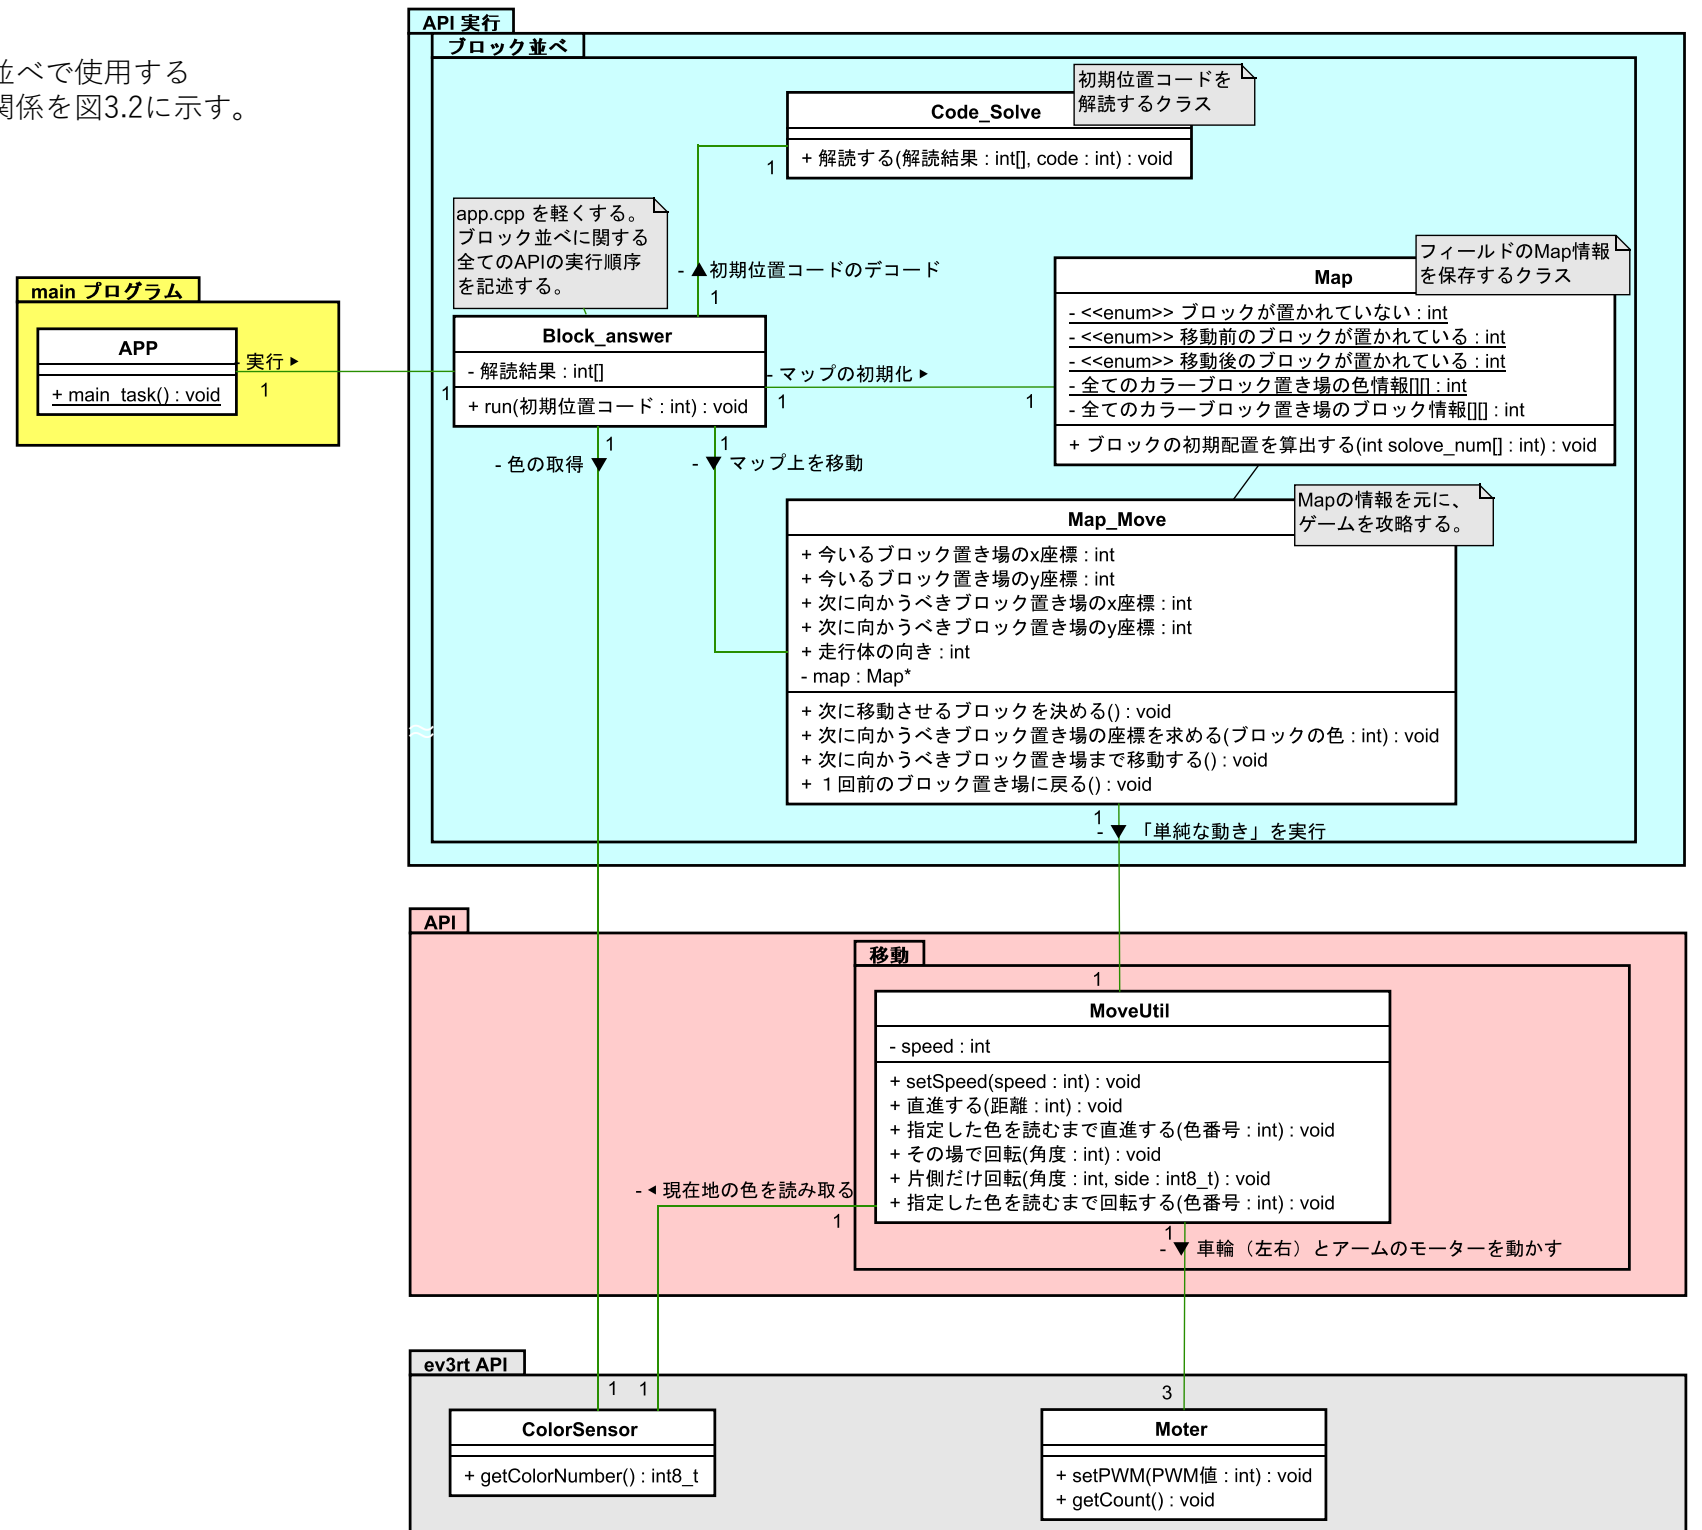 並べで使用する
関係を図3.2に示す。
API 実行
ブロック並べ
初期位置コードを
解読するクラス
Code_Solve
+ 解読する(解読結果 : int[], code : int) : void
1
app.cpp を軽くする。
ブロック並べに関する
全てのAPIの実行順序
を記述する。
- ▲初期位置コードのデコード
1
フィールドのMap情報
を保存するクラス
Map
- <<enum>> ブロックが置かれていない : int
- <<enum>> 移動前のブロックが置かれている : int
- <<enum>> 移動後のブロックが置かれている : int
- 全てのカラーブロック置き場の色情報[][] : int
- 全てのカラーブロック置き場のブロック情報[][] : int
+ ブロックの初期配置を算出する(int solove_num[] : int) : void
main プログラム
APP
+ main_task() : void
- 実行 ▶
1
1
Block_answer
- 解読結果 : int[]
+ run(初期位置コード : int) : void
- マップの初期化 ▶
1
1
1
- 色の取得 ▼
1
- ▼ マップ上を移動
Mapの情報を元に、
ゲームを攻略する。
Map_Move
+ 今いるブロック置き場のx座標 : int
+ 今いるブロック置き場のy座標 : int
+ 次に向かうべきブロック置き場のx座標 : int
+ 次に向かうべきブロック置き場のy座標 : int
+ 走行体の向き : int
- map : Map*
+ 次に移動させるブロックを決める() : void
+ 次に向かうべきブロック置き場の座標を求める(ブロックの色 : int) : void
+ 次に向かうべきブロック置き場まで移動する() : void
+ １回前のブロック置き場に戻る() : void
1
- ▼ 「単純な動き」を実行
API
移動
1
MoveUtil
- speed : int
+ setSpeed(speed : int) : void
+ 直進する(距離 : int) : void
+ 指定した色を読むまで直進する(色番号 : int) : void
+ その場で回転(角度 : int) : void
+ 片側だけ回転(角度 : int, side : int8_t) : void
+ 指定した色を読むまで回転する(色番号 : int) : void
- ◀ 現在地の色を読み取る
1
1
- ▼ 車輪（左右）とアームのモーターを動かす
ev3rt API
1
1
3
ColorSensor
+ getColorNumber() : int8_t
Moter
+ setPWM(PWM値 : int) : void
+ getCount() : void